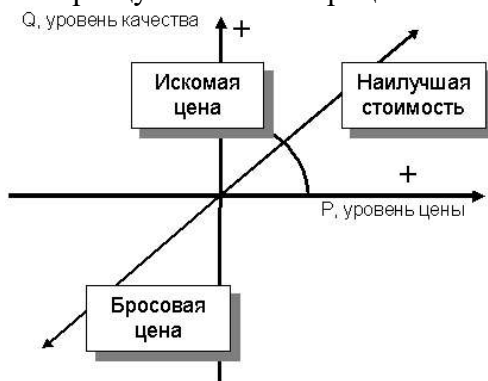 Q, уровень качества
+
Искомая
цена
Наилучшая
стоимость
+
P, уровень цены
Бросовая
цена